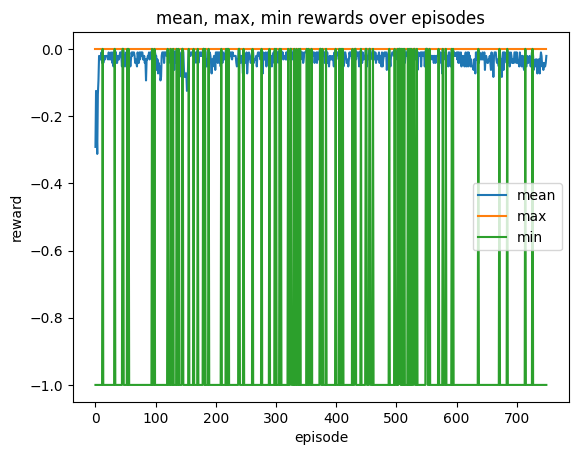 mean, max, min rewards over episodes
0.0
−0.2
−0.4
−0.6
−0.8
−1.0
reward
mean
max
min
0 100 200 300 400 500 600 700
episode